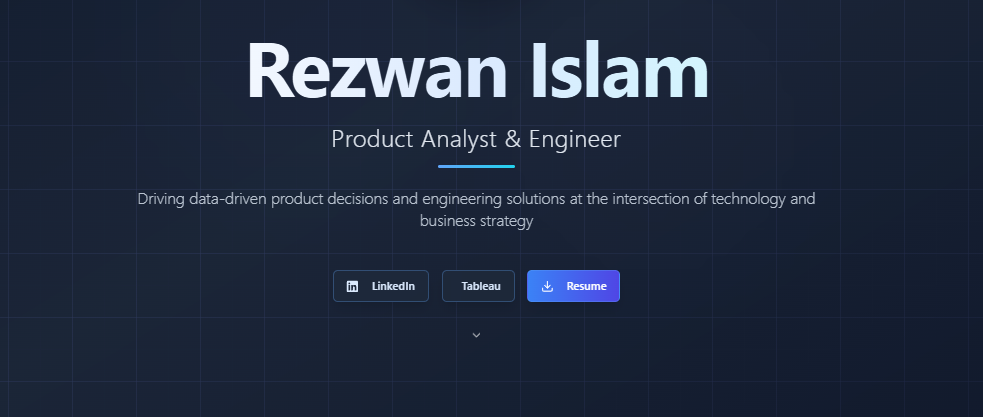 Rezwan Islam
Product Analyst & Engineer
Driving data-driven product decisions and engineering solutions at the intersection of technology and
business strategy
LinkedIn
Tableau
Resume